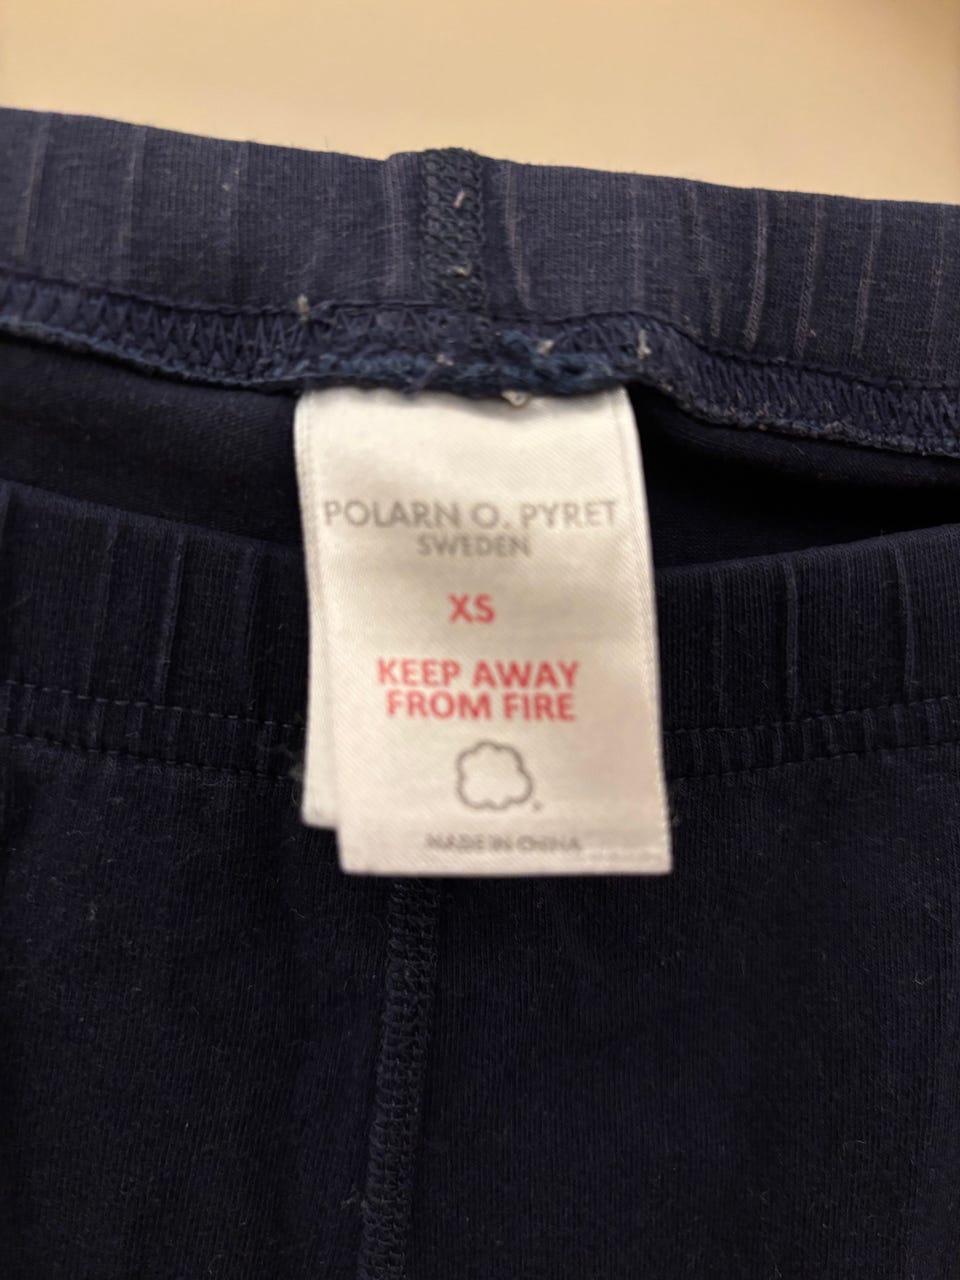 POLARN O. PYRET
SWEDEN
XS
KEEP AWAY
FROM FIRE
MADE IN CHINA